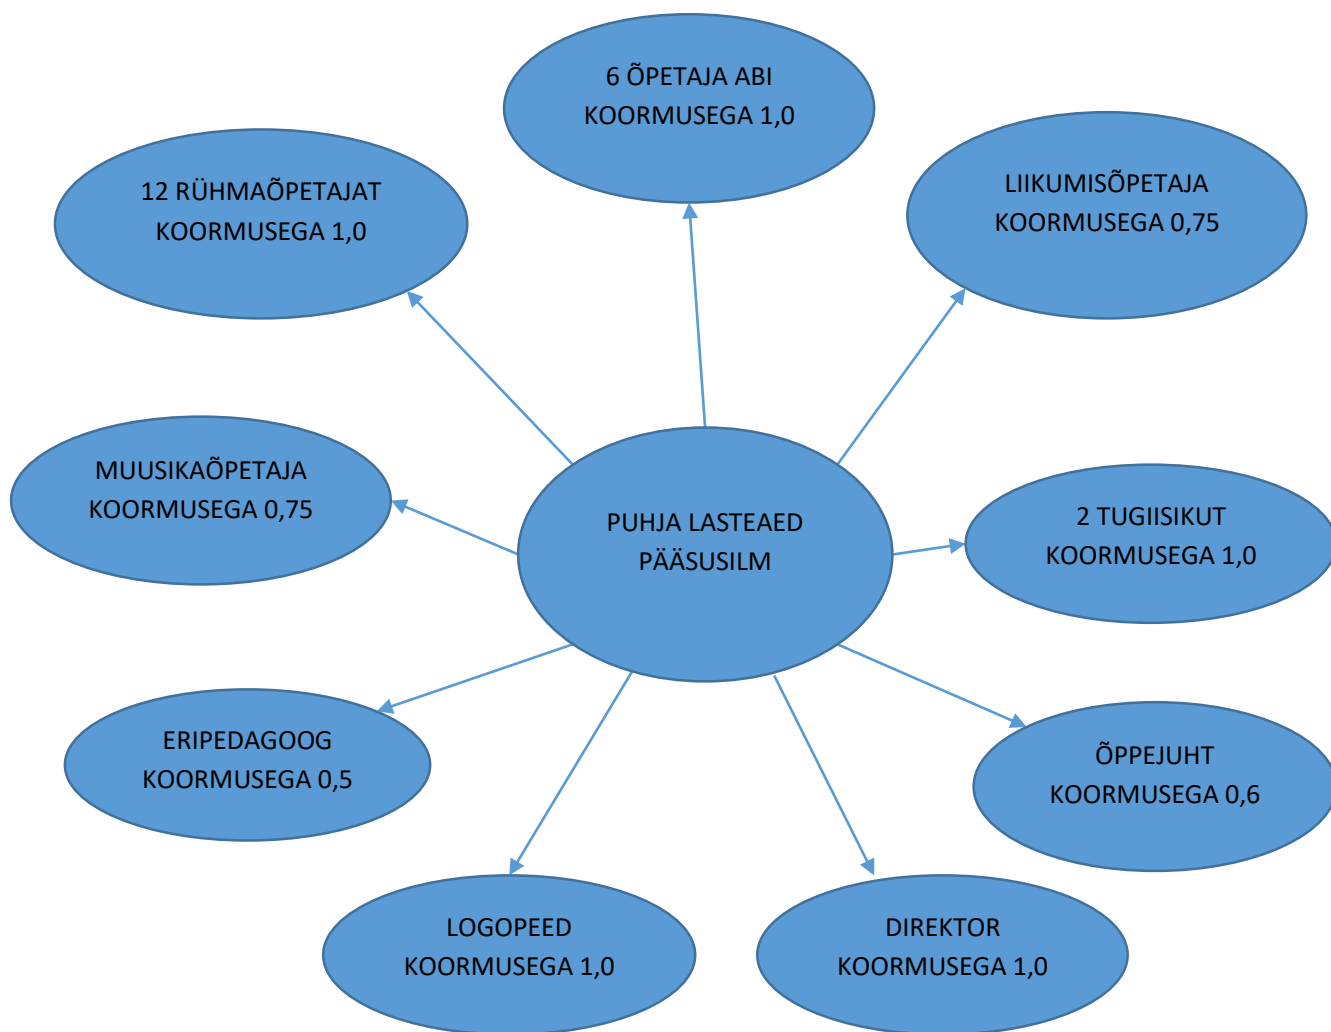 6 ÕPETAJA ABI
KOORMUSEGA 1,0
12 RÜHMAÕPETAJAT
KOORMUSEGA 1,0
LIIKUMISÕPETAJA
KOORMUSEGA 0,75
MUUSIKAÕPETAJA
KOORMUSEGA 0,75
PUHJA LASTEAED
PÄÄSUSILM
2 TUGIISIKUT
KOORMUSEGA 1,0
ERIPEDAGOOG
KOORMUSEGA 0,5
ÕPPEJUHT
KOORMUSEGA 0,6
LOGOPEED
KOORMUSEGA 1,0
DIREKTOR
KOORMUSEGA 1,0